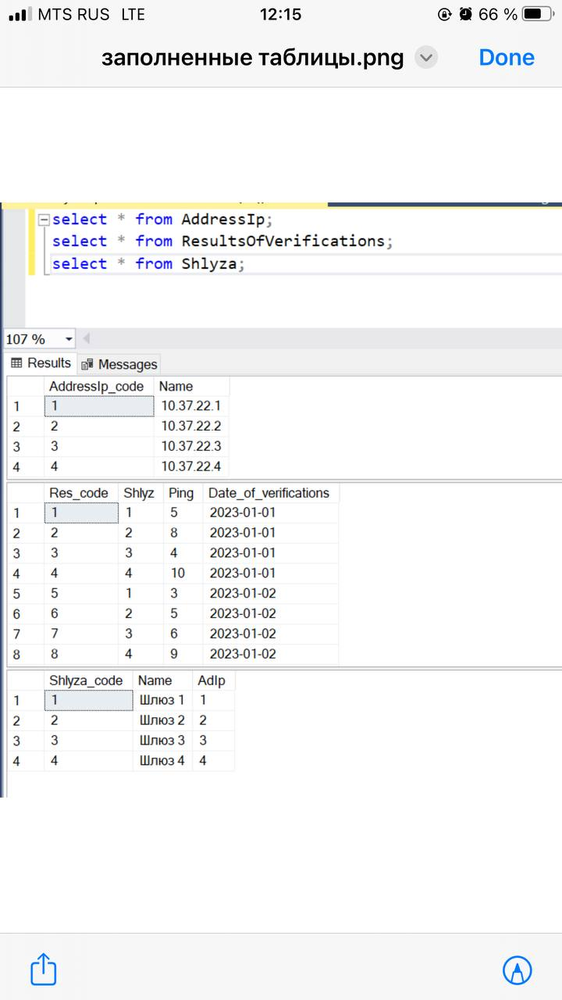 MTS RUS LTE 12:15 66 %
заполненные таблицы.png Done
select * from AddressIp;
select * from ResultsOfVerifications;
select * from Shlyza;
107 %
Results Messages
AddressIp_code Name
1 1 10.37.22.1
2 2 10.37.22.2
3 3 10.37.22.3
4 4 10.37.22.4
Res_code Shlyz Ping Date_of_verifications
1 1 1 5 2023-01-01
2 2 2 8 2023-01-01
3 3 3 4 2023-01-01
4 4 4 10 2023-01-01
5 5 1 3 2023-01-02
6 6 2 5 2023-01-02
7 7 3 6 2023-01-02
8 8 4 9 2023-01-02
Shlyza_code Name AdIp
1 1 Шлюз 1 1
2 2 Шлюз 2 2
3 3 Шлюз 3 3
4 4 Шлюз 4 4